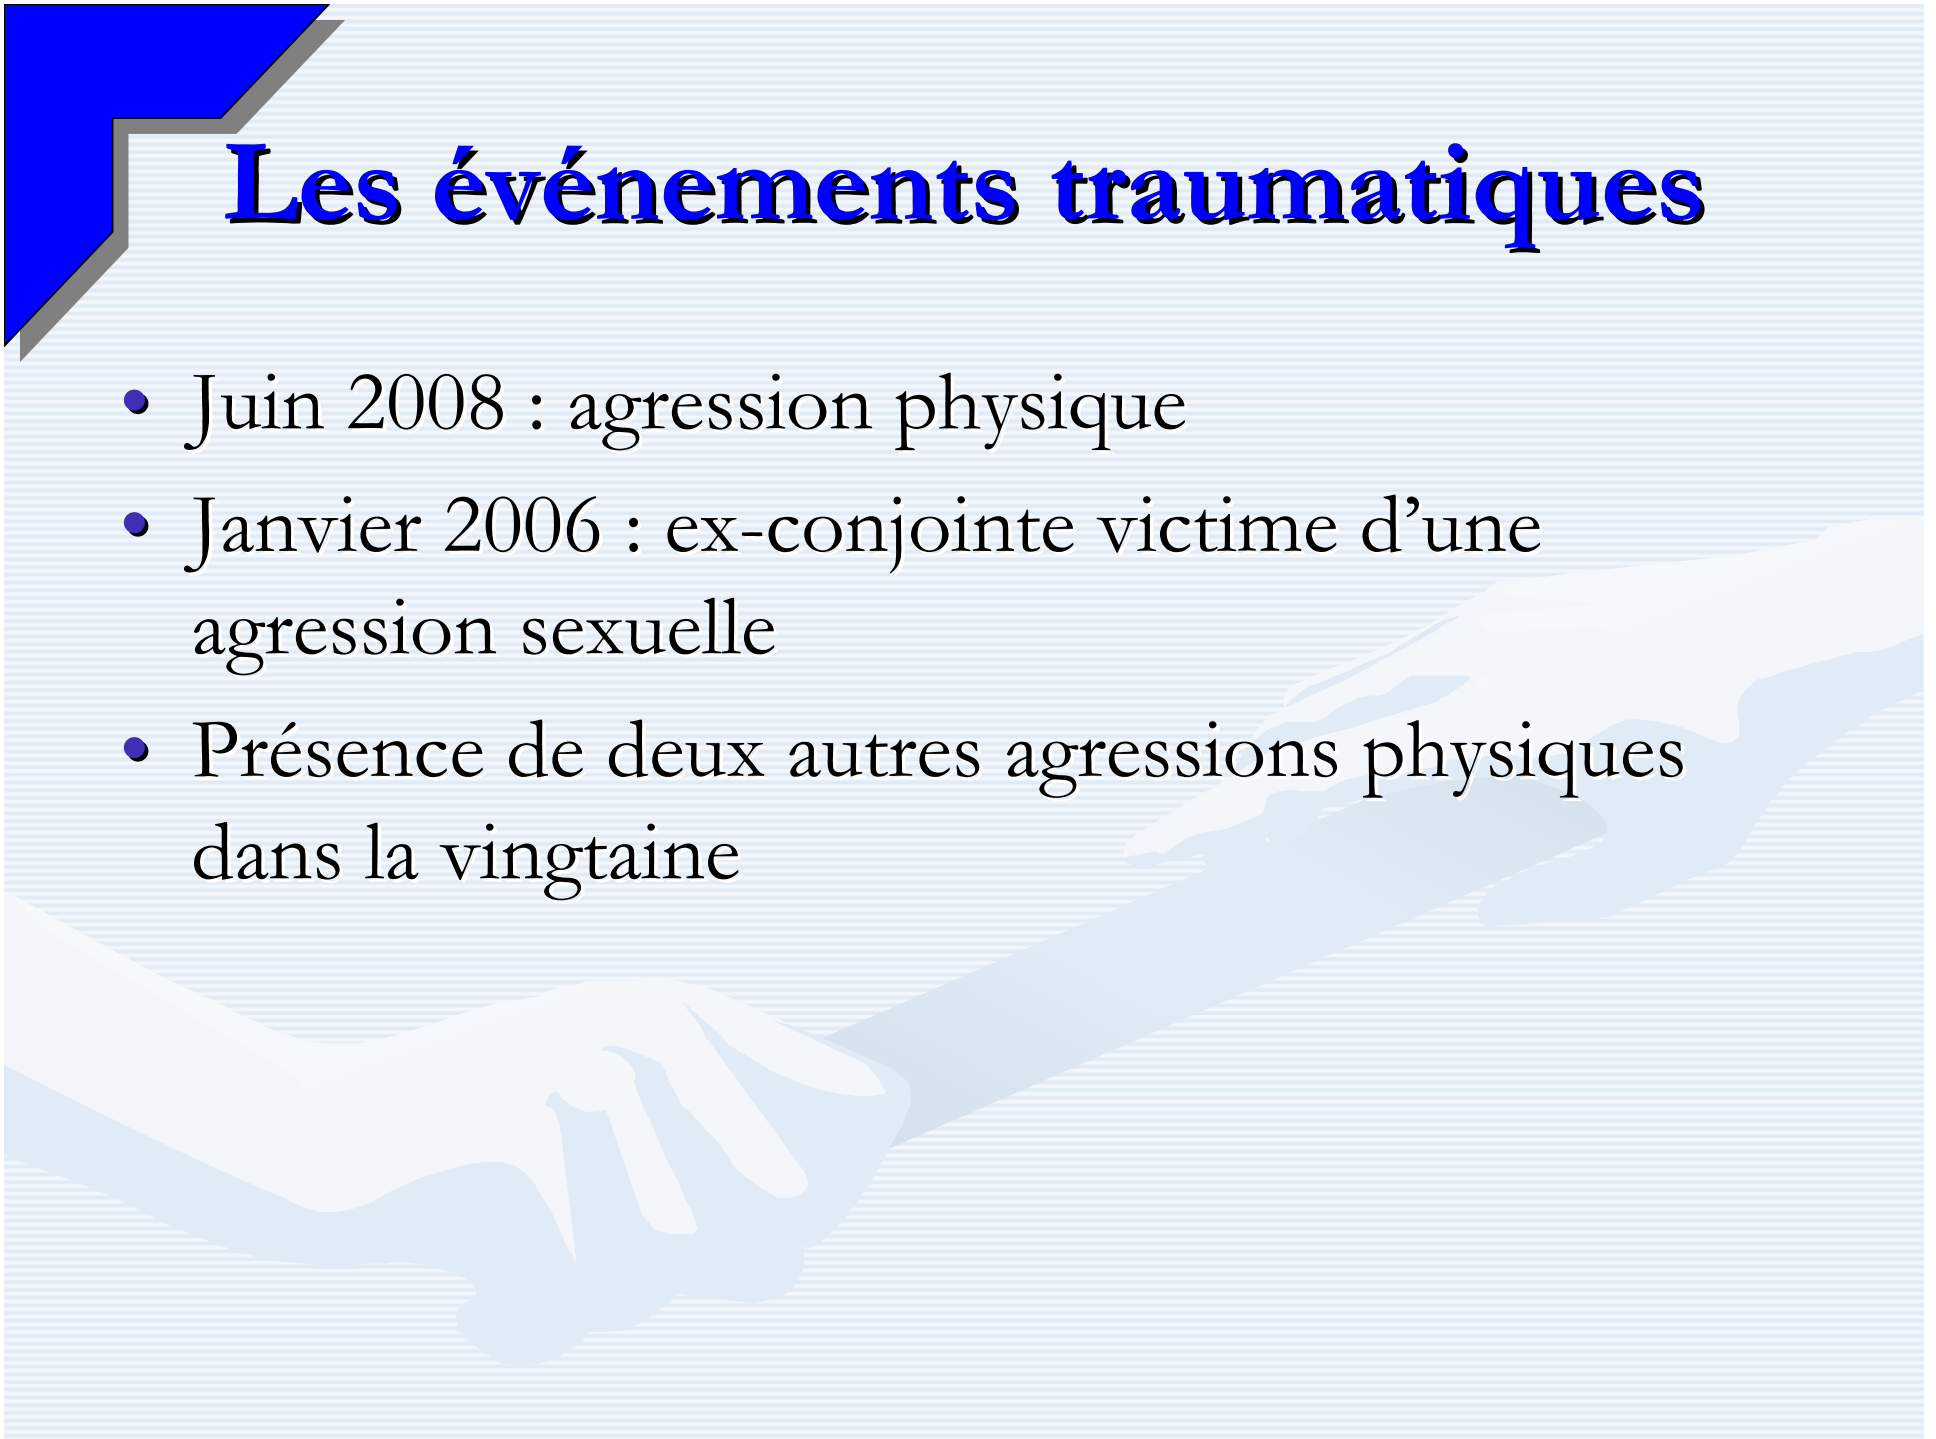 Les événements traumatiques
• Juin 2008 : agression physique
• Janvier 2006 : ex-conjointe victime d’une
agression sexuelle
• Présence de deux autres agressions physiques
dans la vingtaine